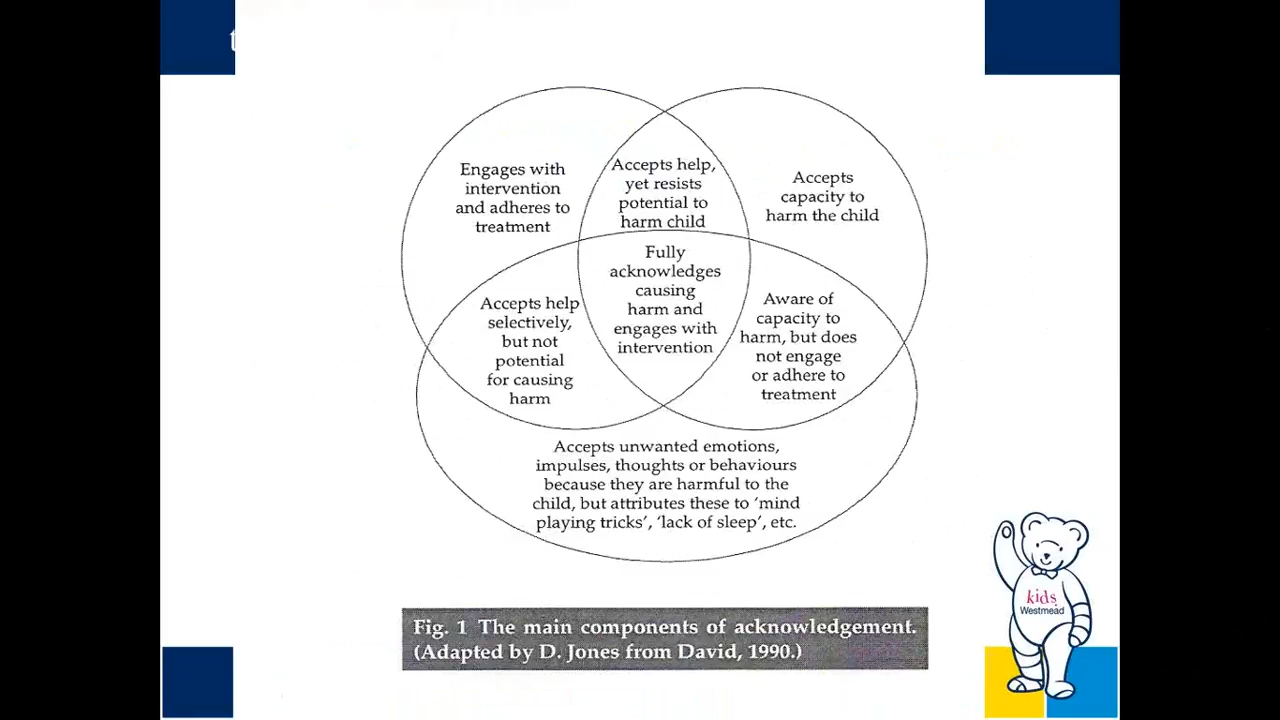 t
Engages with
intervention
and adheres to
treatment
Accepts help,
yet resists
potential to
harm child
Accepts
capacity to
harm the child
Fully
acknowledges
causing
harm and
engages with
intervention
Accepts help
selectively,
but not
potential
for causing
harm
Aware of
capacity to
harm, but does
not engage
or adhere to
treatment
Accepts unwanted emotions,
impulses, thoughts or behaviours
because they are harmful to the
child, but attributes these to ‘mind
playing tricks’, ‘lack of sleep’, etc.
Fig. 1 The main components of acknowledgement.
(Adapted by D. Jones from David, 1990.)
kids
Westmead